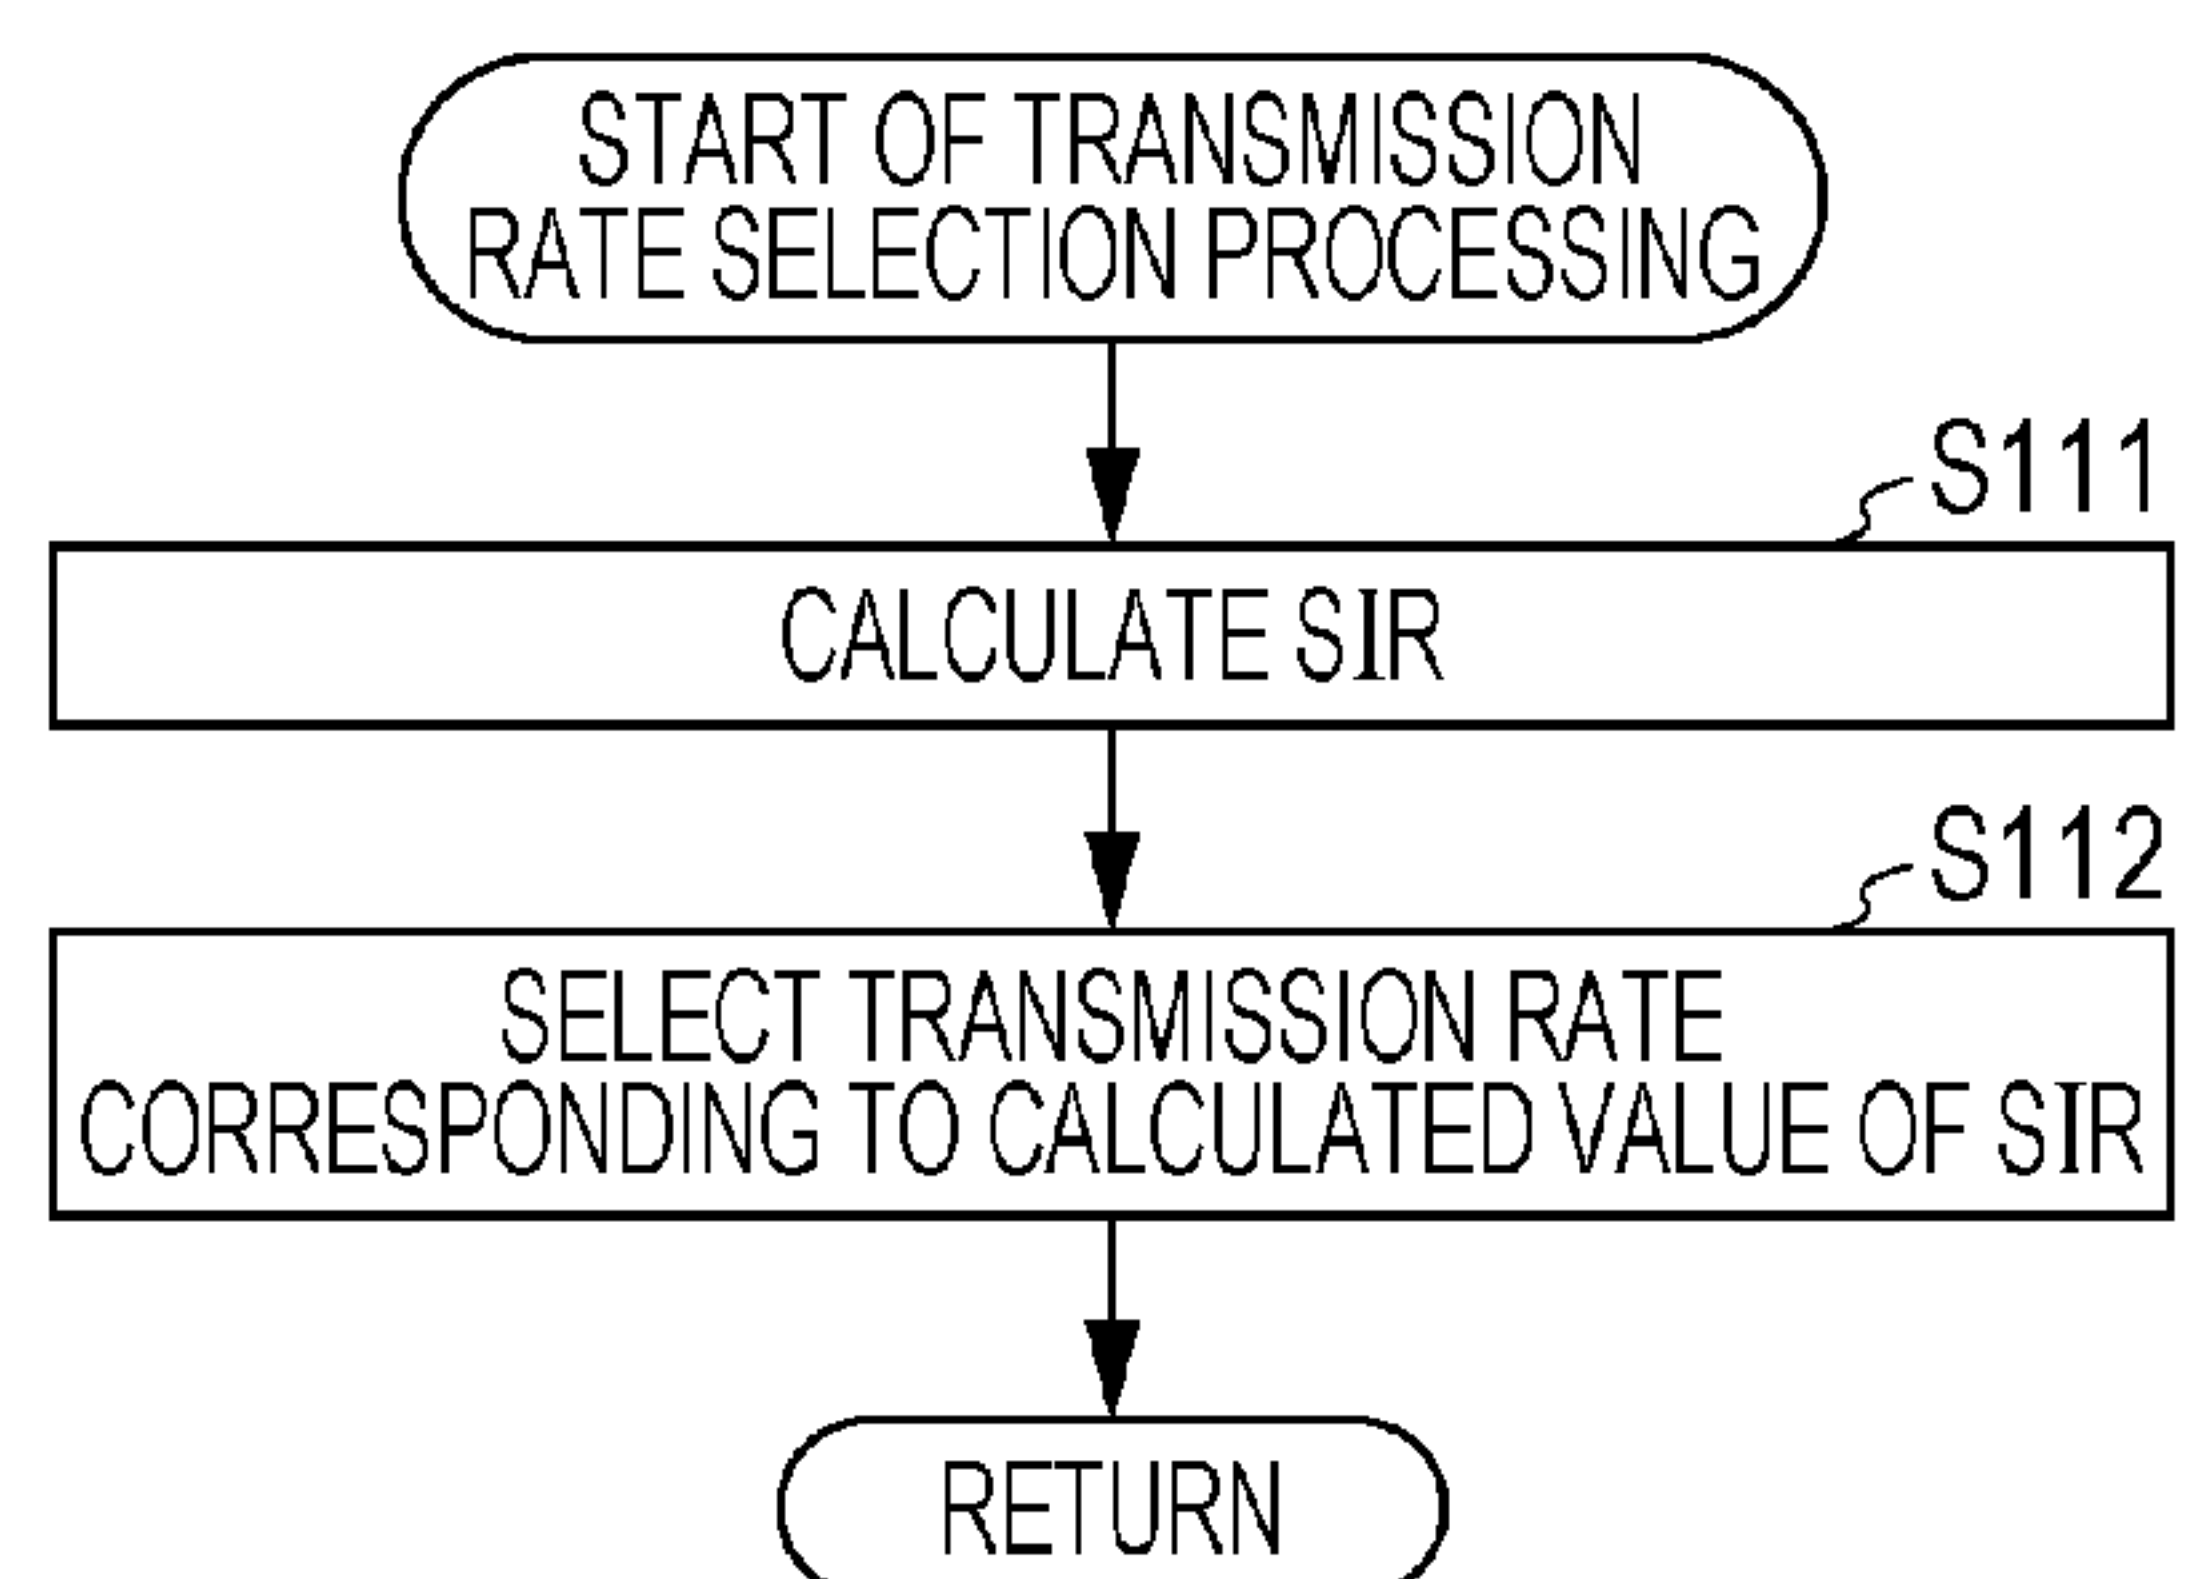 START OF TRANSMISSION
RATE SELECTION PROCESSING
S111
CALCULATE SIR
S112
SELECT TRANSMISSION RATE
CORRESPONDING TO CALCULATED VALUE OF SIR
RETURN